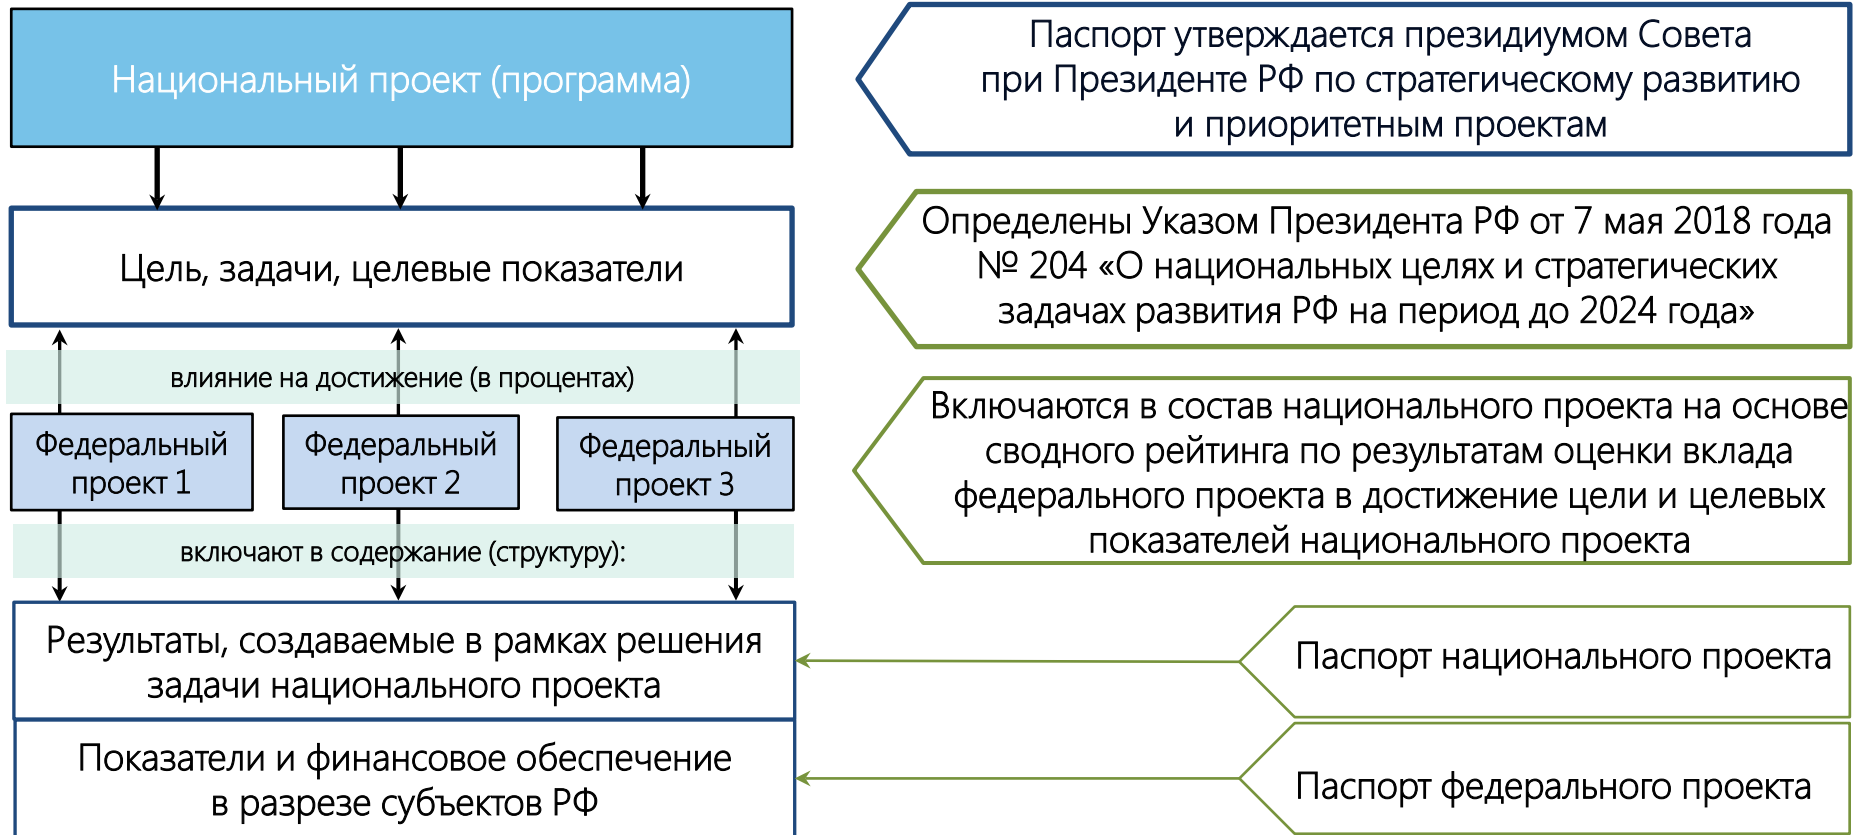 Национальный проект (программа)
Паспорт утверждается президиумом Совета
при Президенте РФ по стратегическому развитию
и приоритетным проектам
Цель, задачи, целевые показатели
Определены Указом Президента РФ от 7 мая 2018 года
№ 204 «О национальных целях и стратегических
задачах развития РФ на период до 2024 года»
влияние на достижение (в процентах)
Федеральный
проект 1
Федеральный
проект 2
Федеральный
проект 3
Включаются в состав национального проекта на основе
сводного рейтинга по результатам оценки вклада
федерального проекта в достижение цели и целевых
показателей национального проекта
включают в содержание (структуру):
Результаты, создаваемые в рамках решения
задачи национального проекта
Паспорт национального проекта
Показатели и финансовое обеспечение
в разрезе субъектов РФ
Паспорт федерального проекта